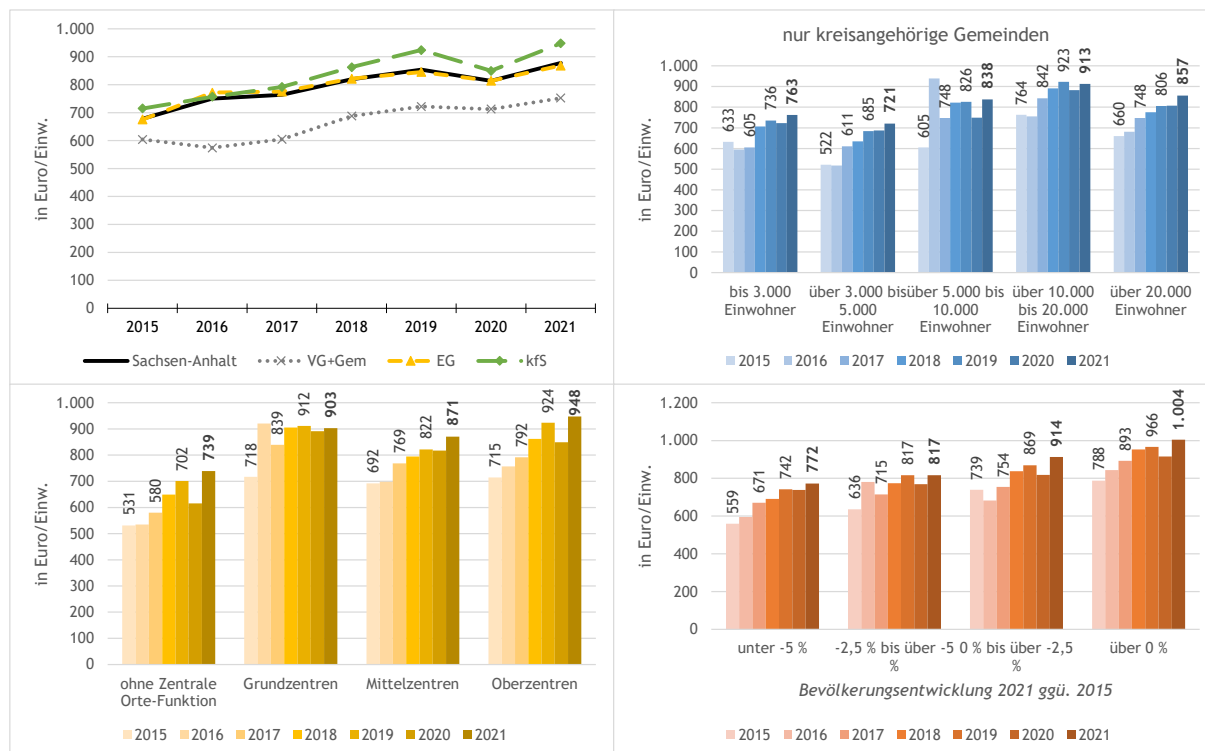 1.000
900
800
700
600
500
400
300
200
100
0
in Euro/Einw.
2015 2016 2017 2018 2019 2020 2021
Sachsen-Anhalt VG+Gem EG kfS
nur kreisangehörige Gemeinden
1.000
900
800
700
600
500
400
300
200
100
0
in Euro/Einw.
633 605 736 763
522 611 685 721
605 748 826 838
764 842 923 913
660 748 806 857
bis 3.000 über 3.000 bis über 5.000 bis über 10.000 über 20.000
Einwohner 5.000 10.000 bis 20.000 Einwohner
Einwohner Einwohner Einwohner
2015 2016 2017 2018 2019 2020 2021
1.000
900
800
700
600
500
400
300
200
100
0
in Euro/Einw.
531 580 702 739
718 839 912 903
692 769 822 871
715 792 924 948
ohne Zentrale Grundzentren Mittelzentren Oberzentren
Orte-Funktion
2015 2016 2017 2018 2019 2020 2021
1.200
1.000
800
600
400
200
0
in Euro/Einw.
559 671 742 772
636 715 817 817
739 754 869 914
788 893 966 1.004
unter -5 % -2,5 % bis über -5 0 % bis über -2,5 über 0 %
% %
Bevölkerungsentwicklung 2021 ggü. 2015
2015 2016 2017 2018 2019 2020 2021